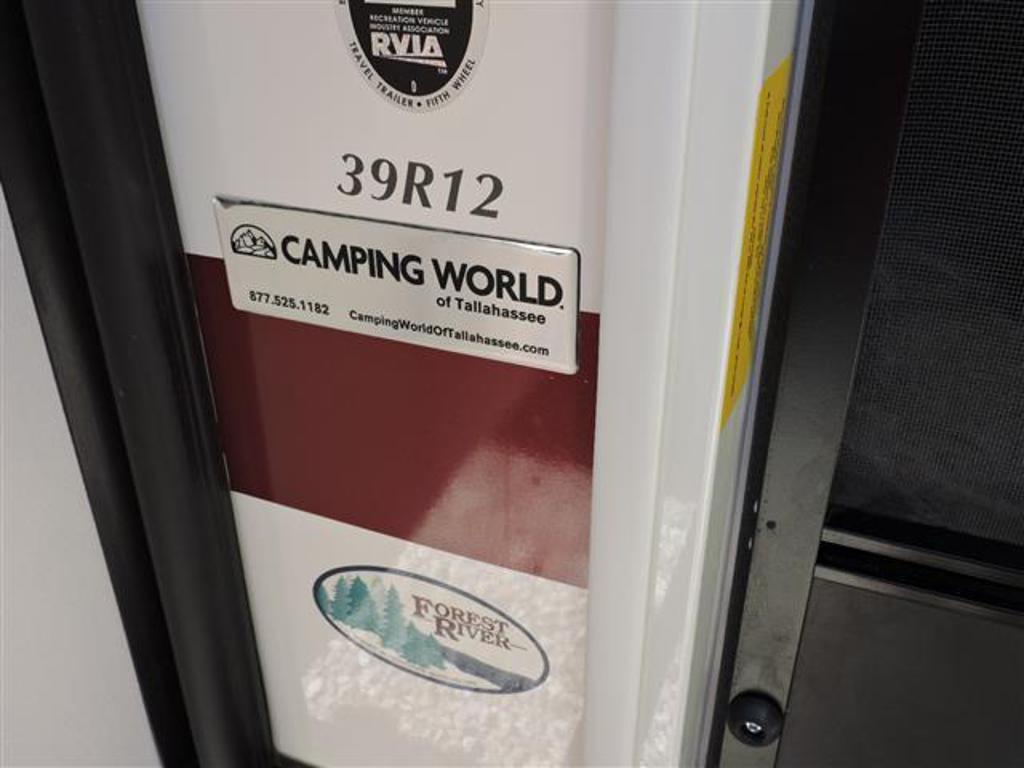 MEMBER
RECREATION VEHICLE
INDUSTRY ASSOCIATION
RVIA
TM
TRAVEL TRAILER • FIFTH WHEEL
39R12
CAMPING WORLD.
of Tallahassee
877.525.1182 CampingWorldOfTallahassee.com
FOREST
RIVER